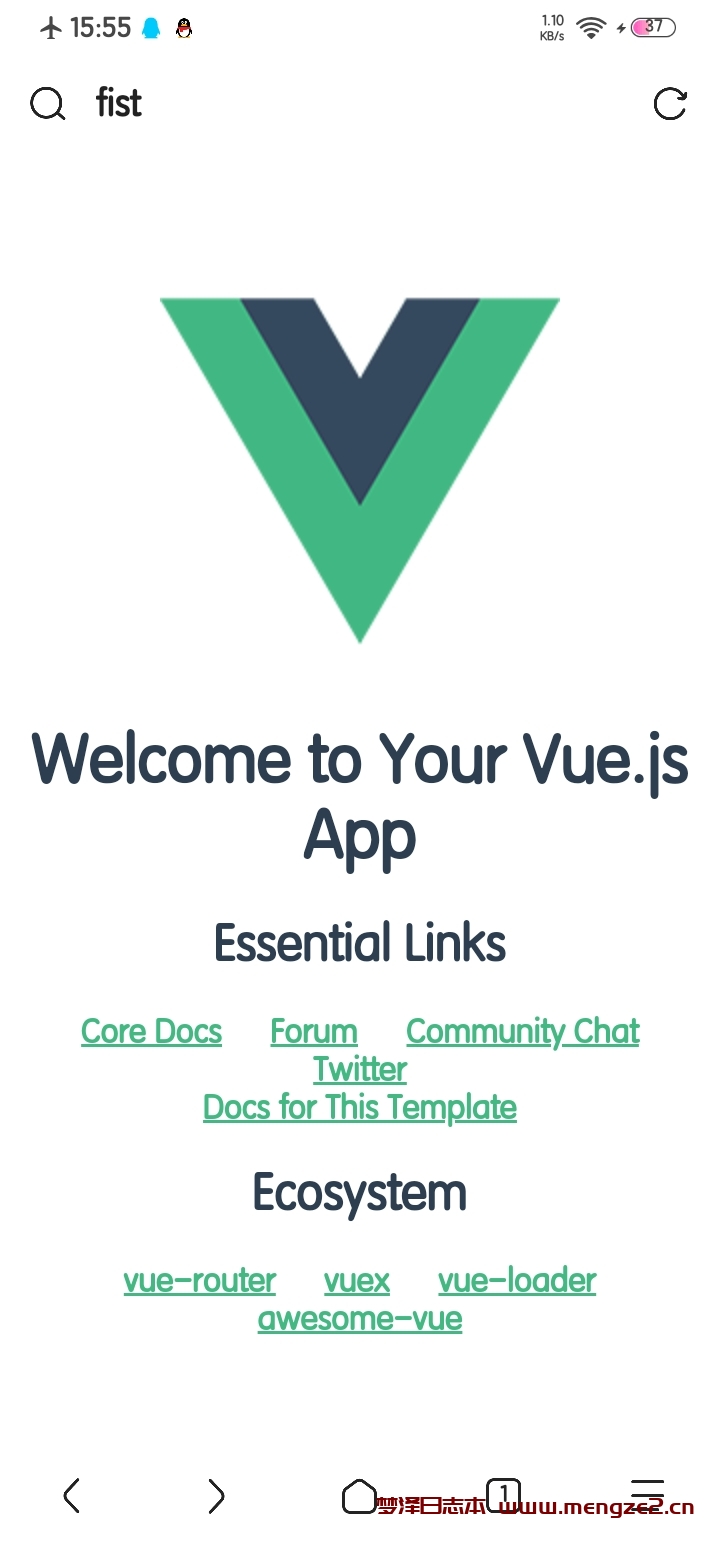 15:55
1.10
KB/s
37
fist
Welcome to Your Vue.js
App
Essential Links
Core Docs Forum Community Chat
Twitter
Docs for This Template
Ecosystem
vue-router vuex vue-loader
awesome-vue
1
梦泽日志本 www.mengze2.cn